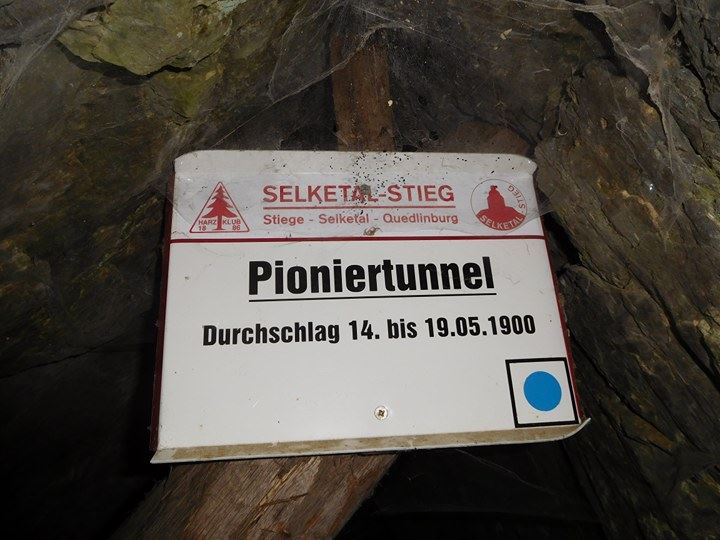 SELKETAL-STIEG
Stiege - Selketal - Quedlinburg
HARZ KLUB
18 86
SELKETAL STIEG
Pioniertunnel
Durchschlag 14. bis 19.05.1900